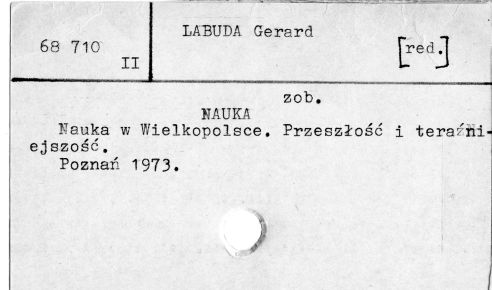 LABUDA Gerard
68 710
[red.]
II
zob.
NAUKA
Nauka w Wielkopolsce. Przeszłość i teraźni-
ejszość.
Poznań 1973.